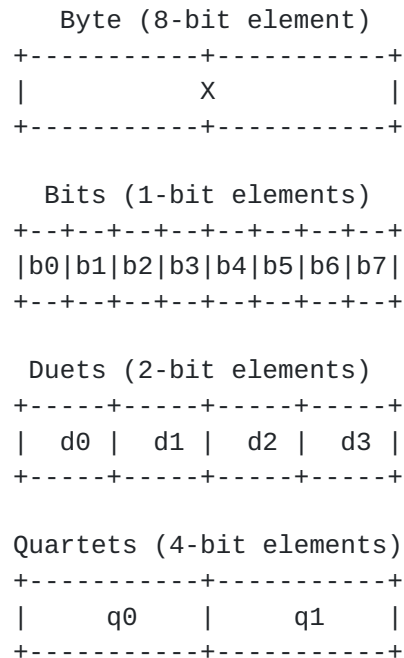 Byte (8-bit element)
+-----------+-----------+
|           X           |
+-----------+-----------+
Bits (1-bit elements)
+--+--+--+--+--+--+--+--+
|b0|b1|b2|b3|b4|b5|b6|b7|
+--+--+--+--+--+--+--+--+
Duets (2-bit elements)
+-----+-----+-----+-----+
|  d0 |  d1 |  d2 |  d3 |
+-----+-----+-----+-----+
Quartets (4-bit elements)
+-----------+-----------+
|     q0    |     q1    |
+-----------+-----------+